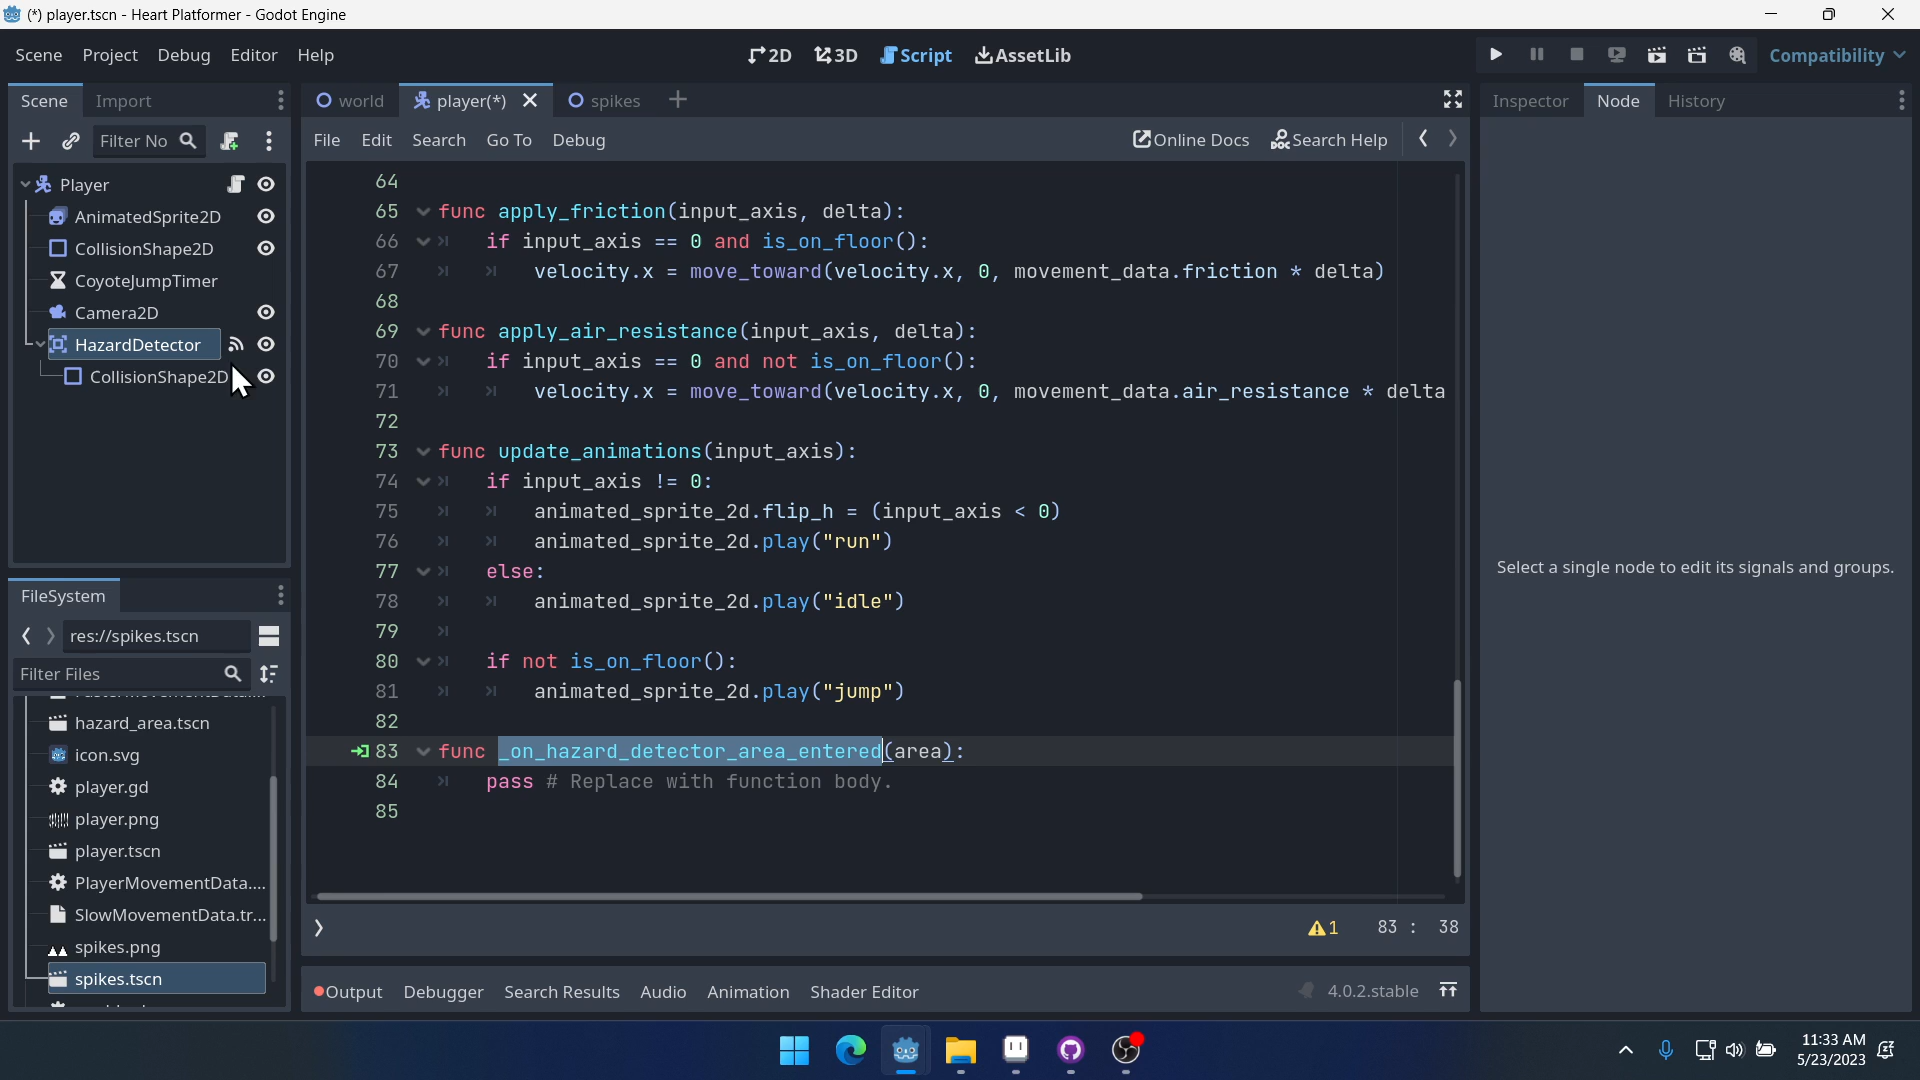 (*) player.tscn - Heart Platformer - Godot Engine
Scene Project Debug Editor Help
2D 3D Script AssetLib
Compatibility
Scene Import
Filter No
Player
AnimatedSprite2D
CollisionShape2D
CoyoteJumpTimer
Camera2D
HazardDetector
CollisionShape2D
FileSystem
res://spikes.tscn
Filter Files
hazard_area.tscn
icon.svg
player.gd
player.png
player.tscn
PlayerMovementData....
SlowMovementData.tr...
spikes.png
spikes.tscn
world player(*) spikes
File Edit Search Go To Debug
Online Docs Search Help
64
65 func apply_friction(input_axis, delta):
66 if input_axis == 0 and is_on_floor():
67 velocity.x = move_toward(velocity.x, 0, movement_data.friction * delta)
68
69 func apply_air_resistance(input_axis, delta):
70 if input_axis == 0 and not is_on_floor():
71 velocity.x = move_toward(velocity.x, 0, movement_data.air_resistance * delta
72
73 func update_animations(input_axis):
74 if input_axis != 0:
75 animated_sprite_2d.flip_h = (input_axis < 0)
76 animated_sprite_2d.play("run")
77 else:
78 animated_sprite_2d.play("idle")
79
80 if not is_on_floor():
81 animated_sprite_2d.play("jump")
82
83 func _on_hazard_detector_area_entered(area):
84 pass # Replace with function body.
85
1 83 : 38
Output Debugger Search Results Audio Animation Shader Editor
4.0.2.stable
Inspector Node History
Select a single node to edit its signals and groups.
11:33 AM
5/23/2023